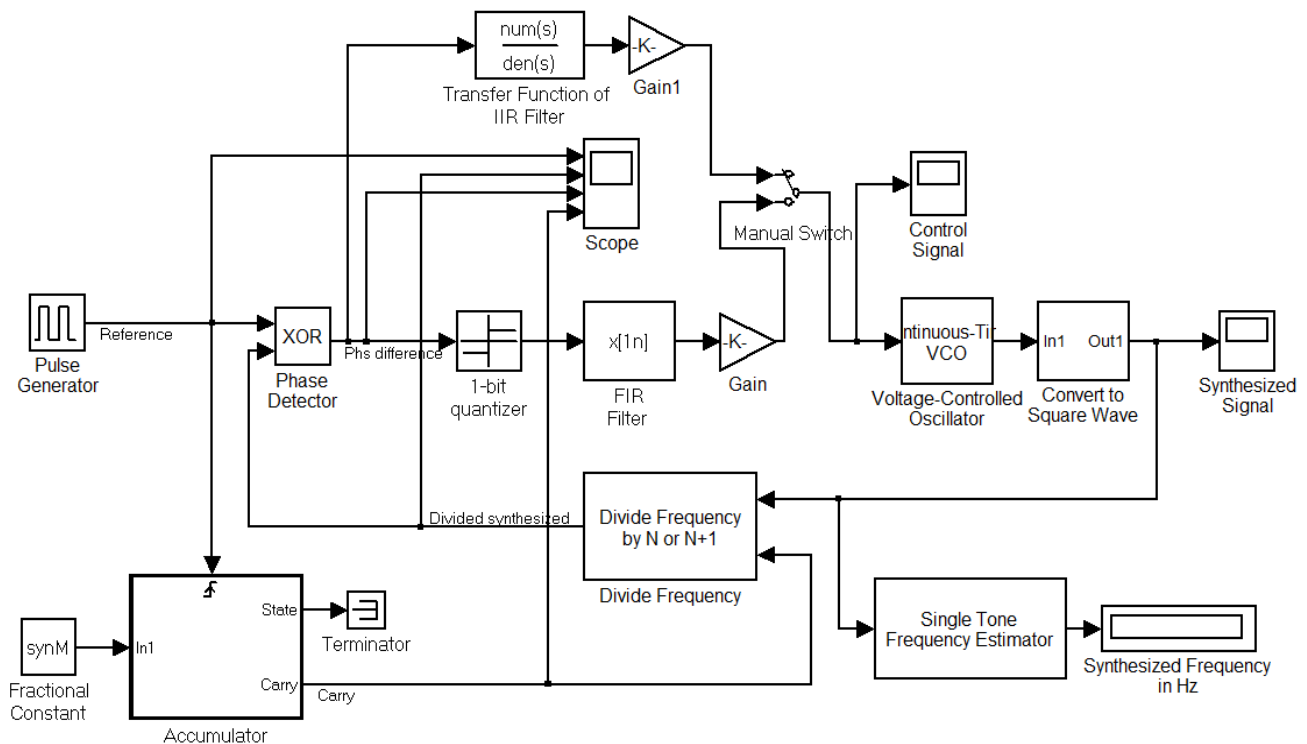 num(s)
den(s)
Transfer Function of
IIR Filter
-K-
Gain1
Scope
Manual Switch
Control
Signal
Pulse
Generator
Reference
XOR
Phase
Detector
Phs difference
1-bit
quantizer
x[1n]
FIR
Filter
-K-
Gain
ntinuous-Tir
VCO
Voltage-Controlled
Oscillator
In1
Out1
Convert to
Square Wave
Synthesized
Signal
Divided synthesized
Divide Frequency
by N or N+1
Divide Frequency
synM
Fractional
Constant
In1
State
Carry
Accumulator
Terminator
Carry
Single Tone
Frequency Estimator
Synthesized Frequency
in Hz